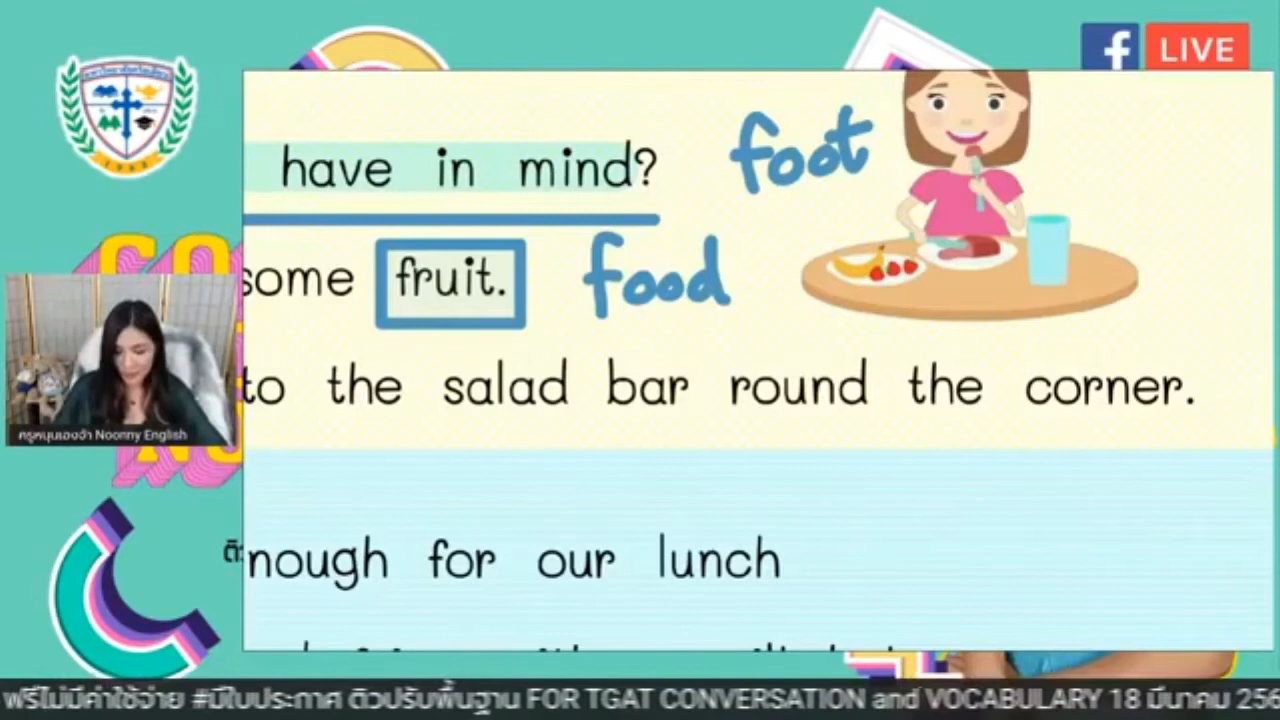 LIVE
have in mind? foot
some fruit. food
to the salad bar round the corner.
ครูหนุนเองจ้า Noonny English
nough for our lunch
ฟรีไม่มีค่าใช้จ่าย #มีใบประกาศ ติวปรับพื้นฐาน FOR TGAT CONVERSATION and VOCABULARY 18 มีนาคม 256